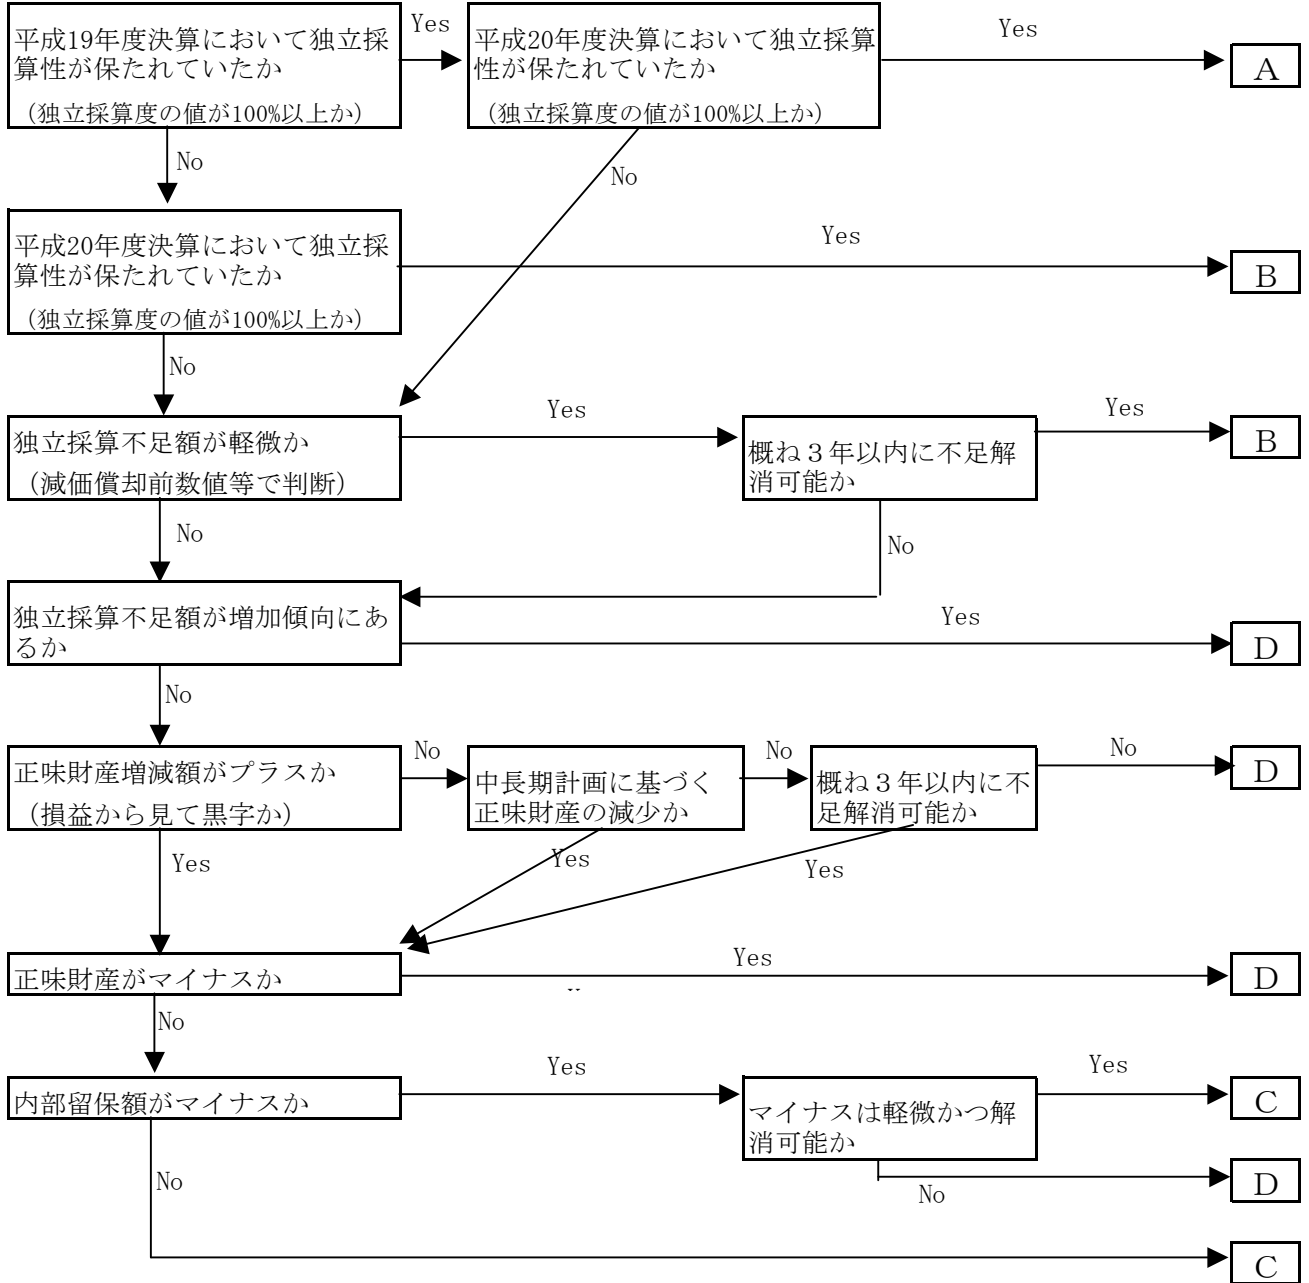 平成19年度決算において独立採
算性が保たれていたか
（独立採算度の値が100%以上か）
Yes
平成20年度決算において独立採算
性が保たれていたか
（独立採算度の値が100%以上か）
Yes
A
No
No
平成20年度決算において独立採
算性が保たれていたか
（独立採算度の値が100%以上か）
Yes
B
No
独立採算不足額が軽微か
（減価償却前数値等で判断）
Yes
概ね３年以内に不足解
消可能か
Yes
B
No
No
独立採算不足額が増加傾向にあ
るか
Yes
D
No
正味財産増減額がプラスか
（損益から見て黒字か）
No
中長期計画に基づく
正味財産の減少か
No
概ね３年以内に不
足解消可能か
No
D
Yes
Yes
Yes
正味財産がマイナスか
Yes
D
No
内部留保額がマイナスか
Yes
マイナスは軽微かつ解
消可能か
Yes
C
No
No
D
C